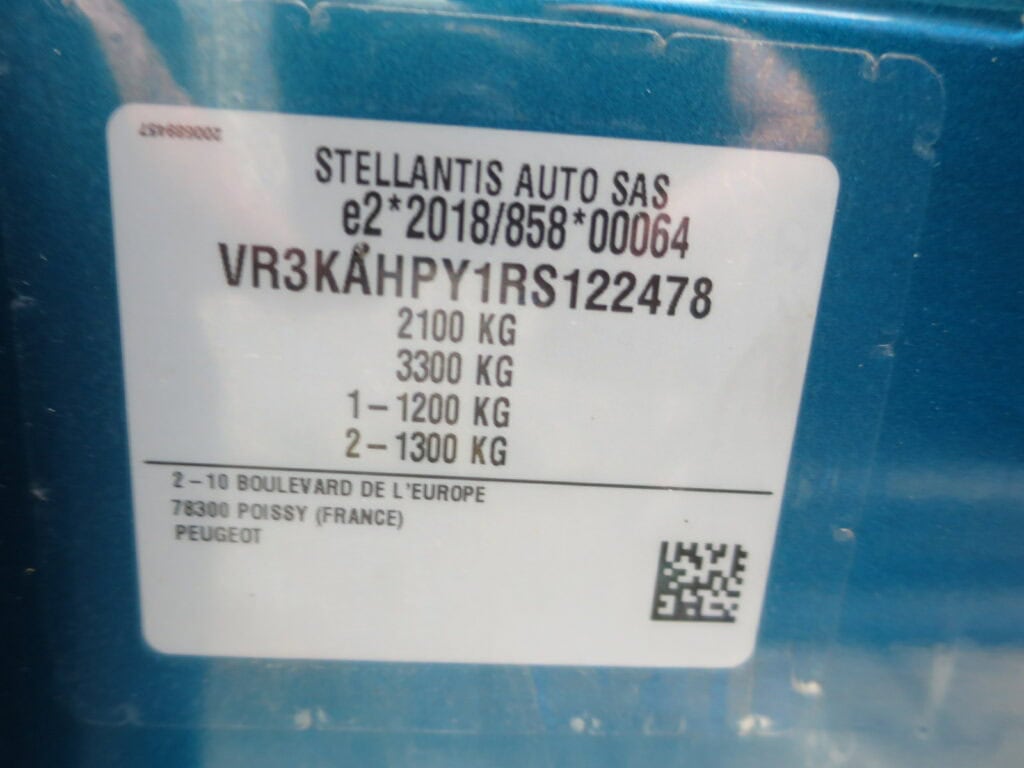 2006889457
STELLANTIS AUTO SAS
e2*2018/858*00064
VR3KAHPY1RS122478
2100 KG
3300 KG
1-1200 KG
2-1300 KG
2-10 BOULEVARD DE L'EUROPE
78300 POISSY (FRANCE)
PEUGEOT